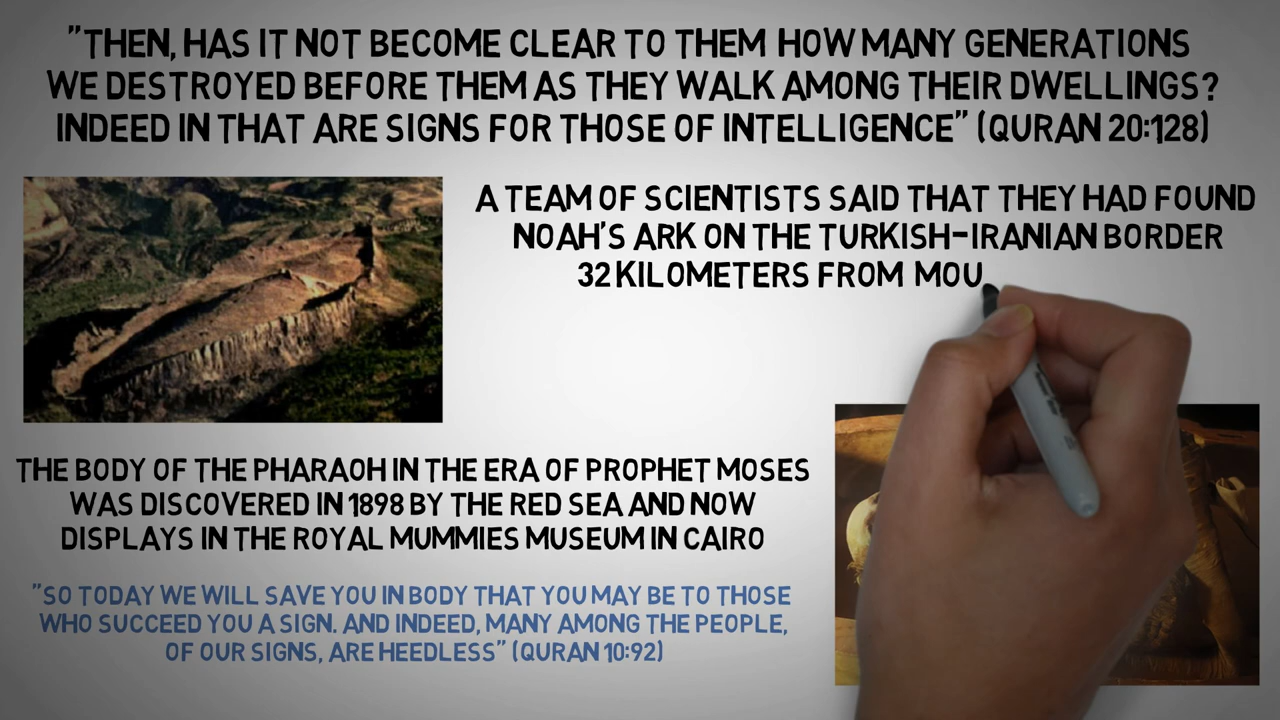 "THEN, HAS IT NOT BECOME CLEAR TO THEM HOW MANY GENERATIONS
WE DESTROYED BEFORE THEM AS THEY WALK AMONG THEIR DWELLINGS?
INDEED IN THAT ARE SIGNS FOR THOSE OF INTELLIGENCE" (QURAN 20:128)
A TEAM OF SCIENTISTS SAID THAT THEY HAD FOUND
NOAH'S ARK ON THE TURKISH-IRANIAN BORDER
32 KILOMETERS FROM MOU
THE BODY OF THE PHARAOH IN THE ERA OF PROPHET MOSES
WAS DISCOVERED IN 1898 BY THE RED SEA AND NOW
DISPLAYS IN THE ROYAL MUMMIES MUSEUM IN CAIRO
"SO TODAY WE WILL SAVE YOU IN BODY THAT YOU MAY BE TO THOSE
WHO SUCCEED YOU A SIGN. AND INDEED, MANY AMONG THE PEOPLE,
OF OUR SIGNS, ARE HEEDLESS" (QURAN 10:92)